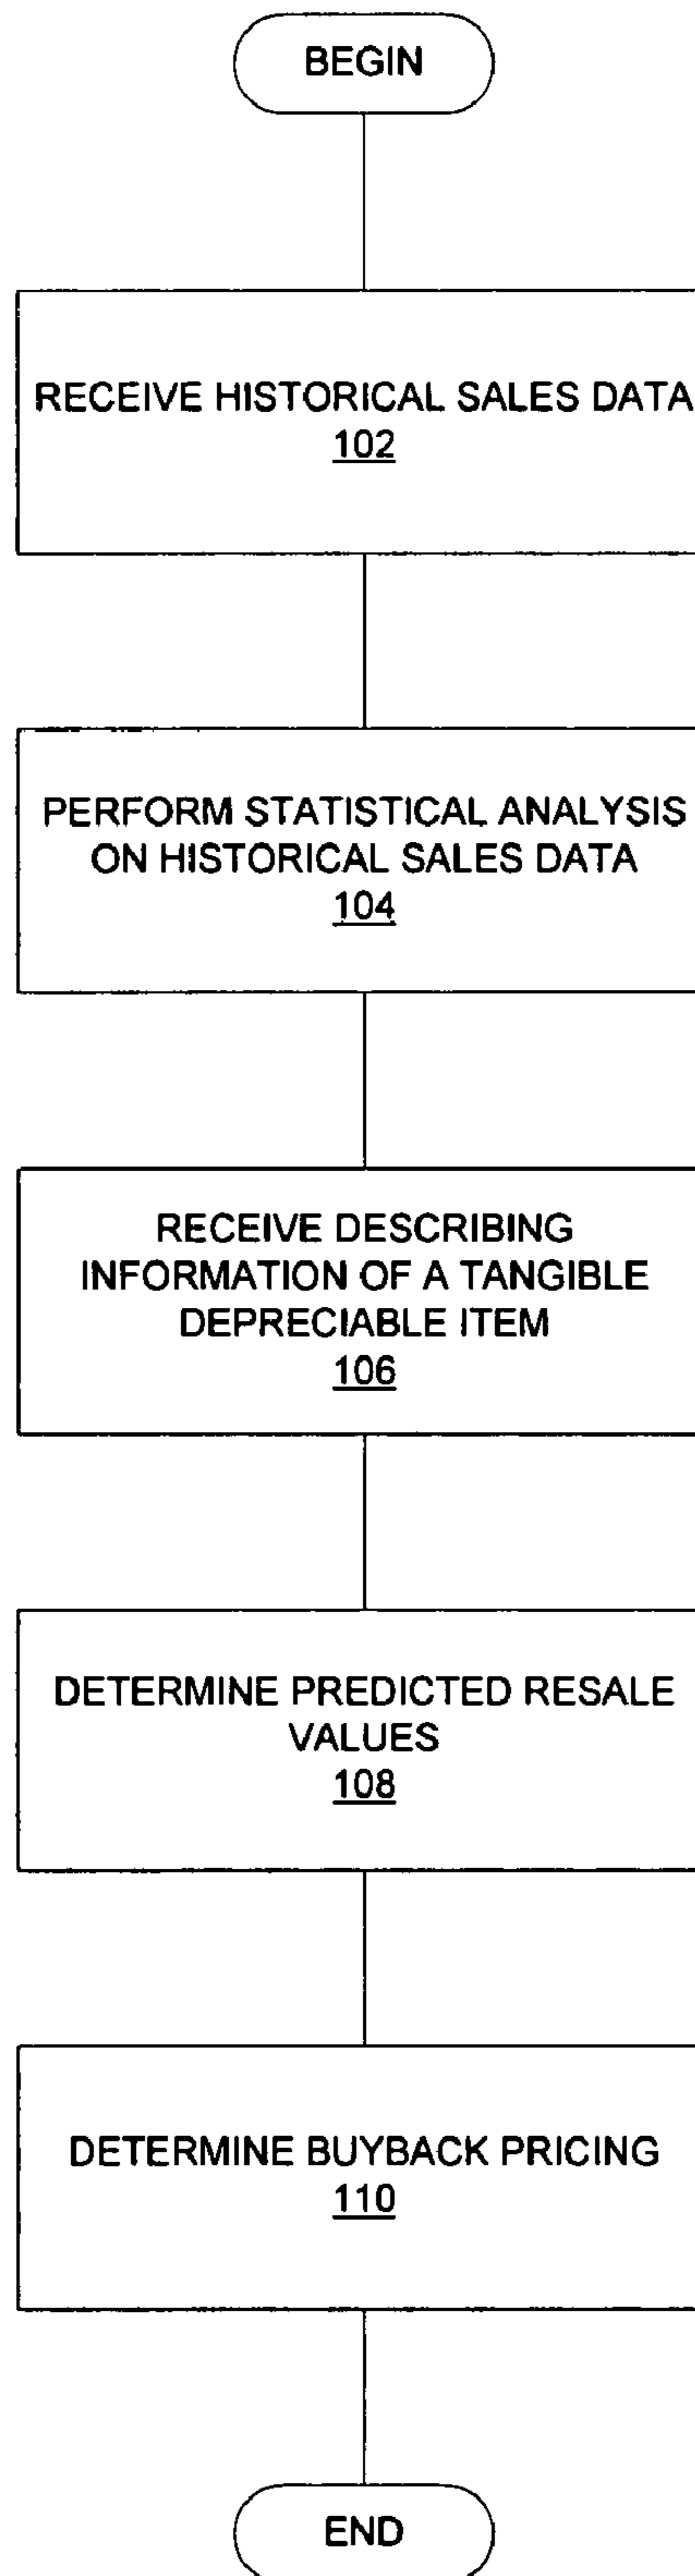 BEGIN
RECEIVE HISTORICAL SALES DATA
102
PERFORM STATISTICAL ANALYSIS
ON HISTORICAL SALES DATA
104
RECEIVE DESCRIBING
INFORMATION OF A TANGIBLE
DEPRECIABLE ITEM
106
DETERMINE PREDICTED RESALE
VALUES
108
DETERMINE BUYBACK PRICING
110
END